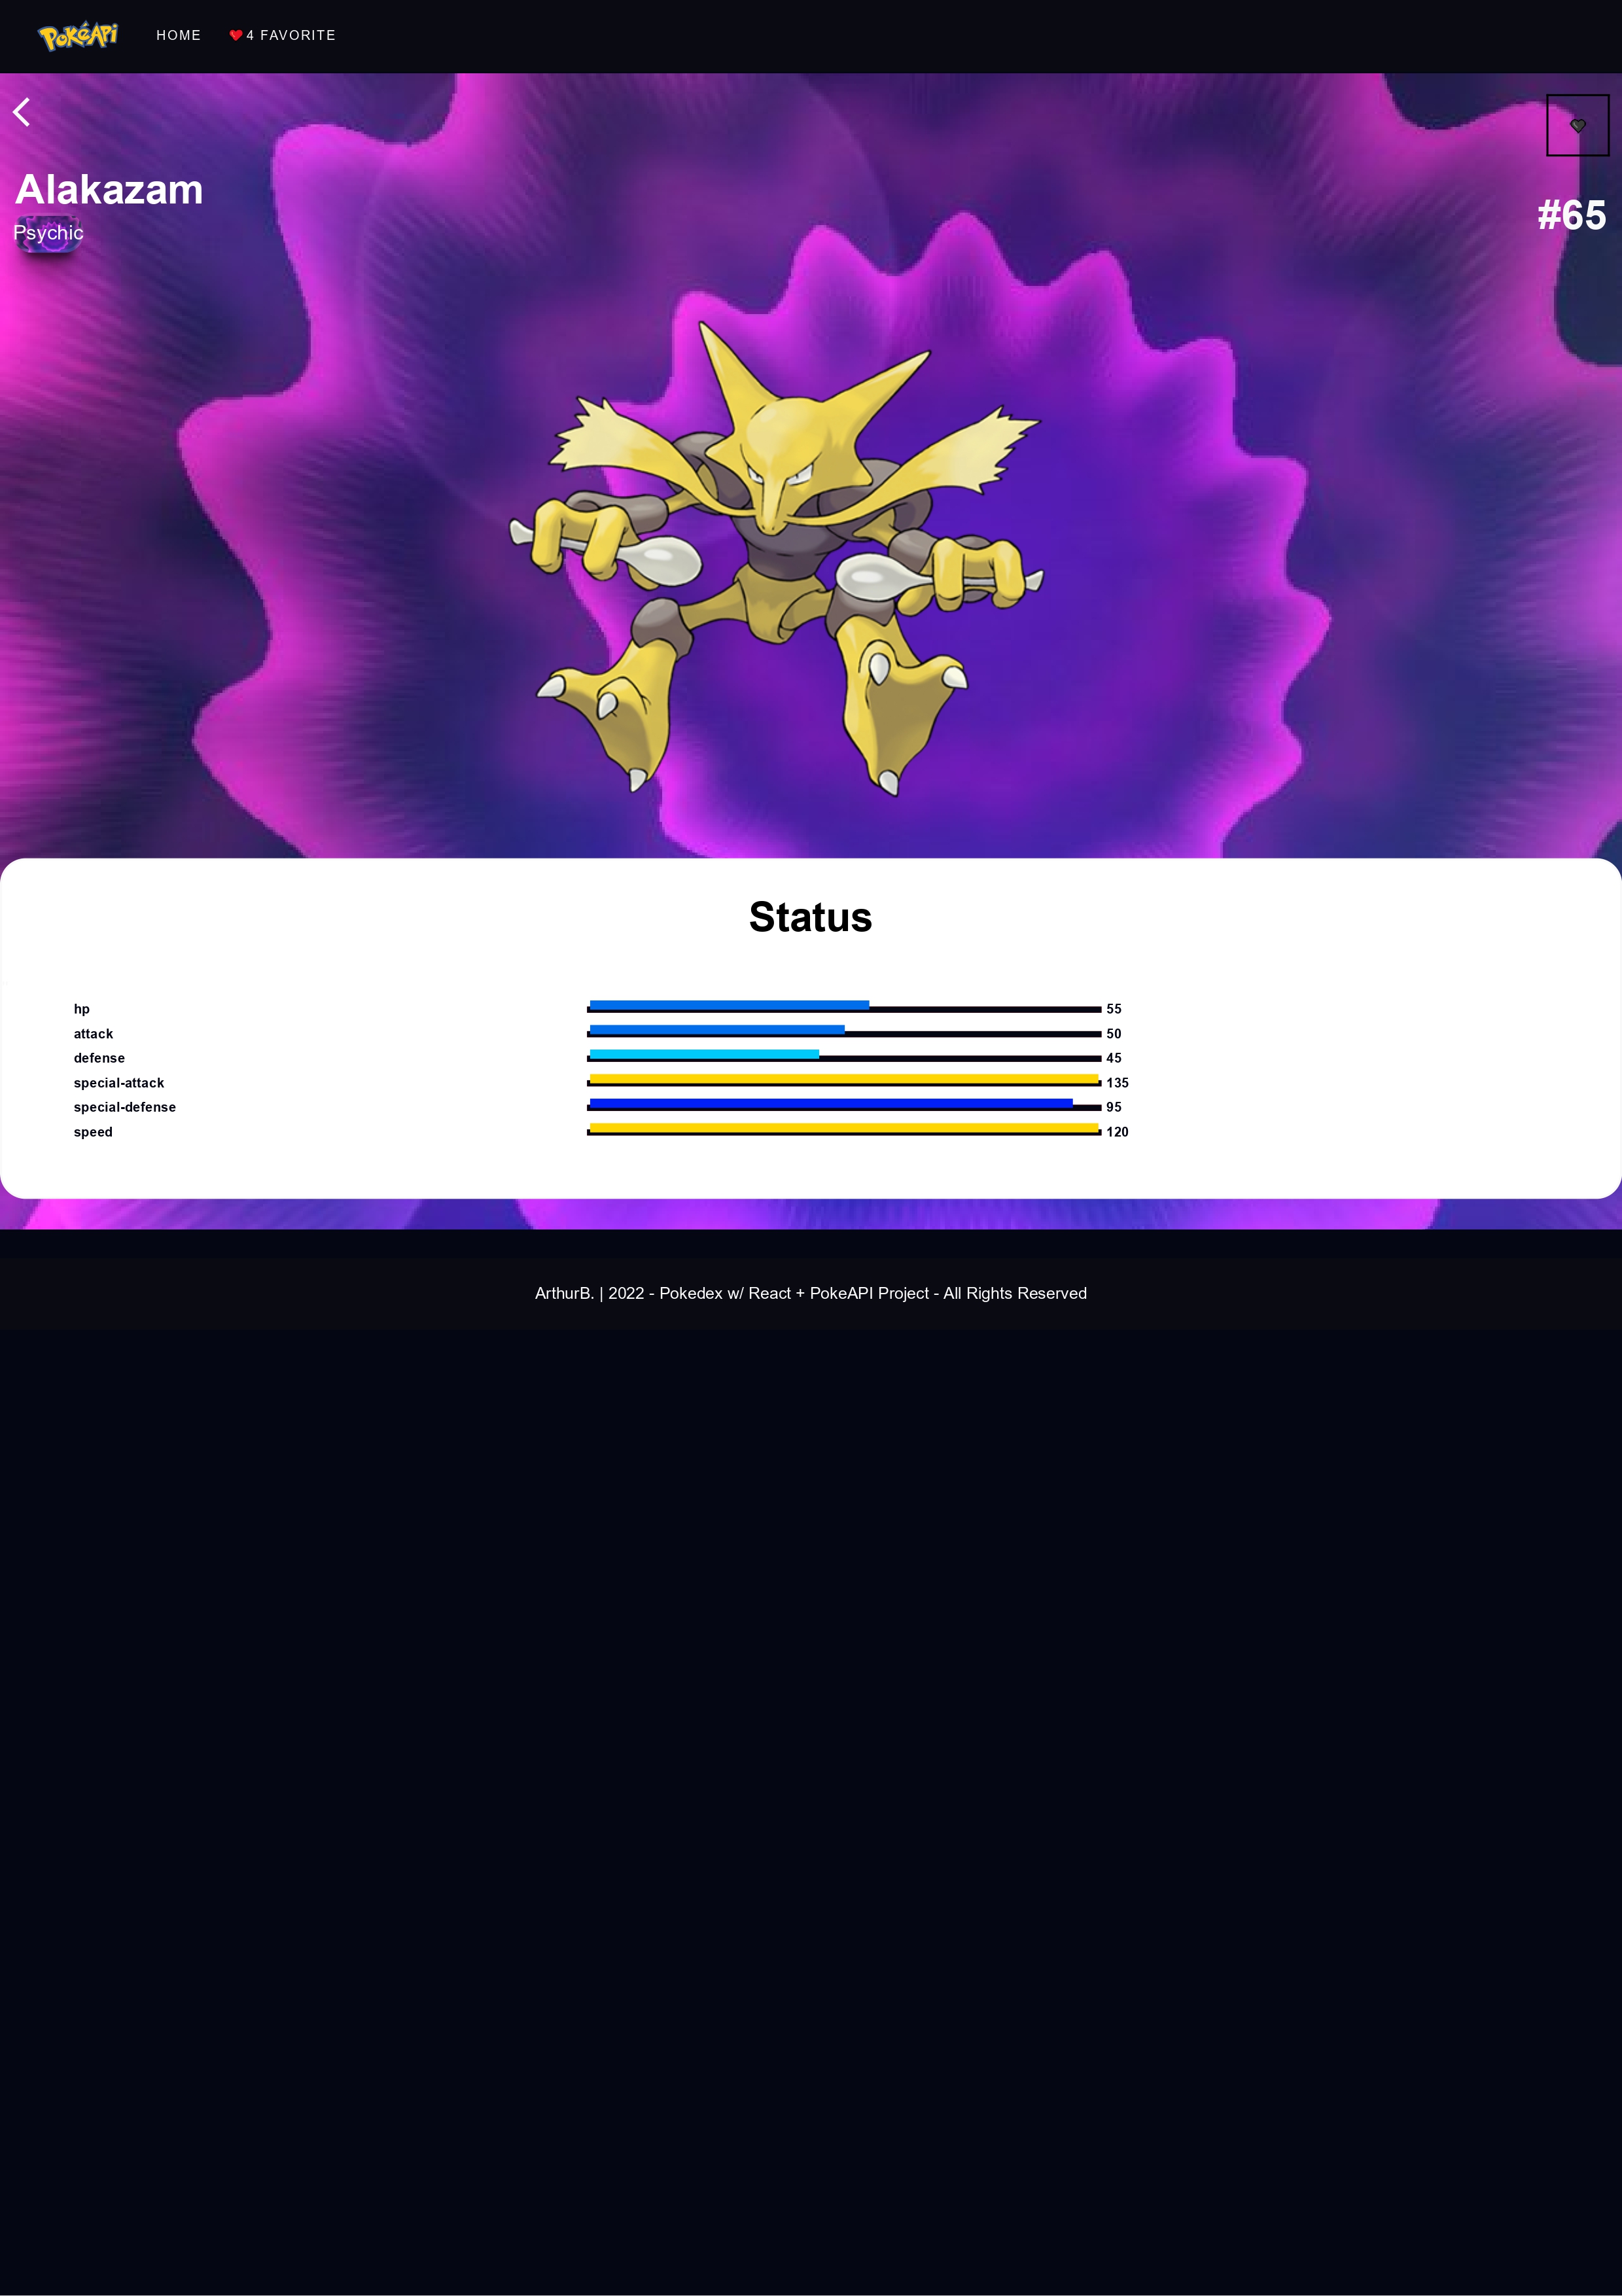 PokéApi
HOME
4 FAVORITE
Alakazam
Psychic
#65
Status
hp 55
attack 50
defense 45
special-attack 135
special-defense 95
speed 120
ArthurB. | 2022 - Pokedex w/ React + PokeAPI Project - All Rights Reserved